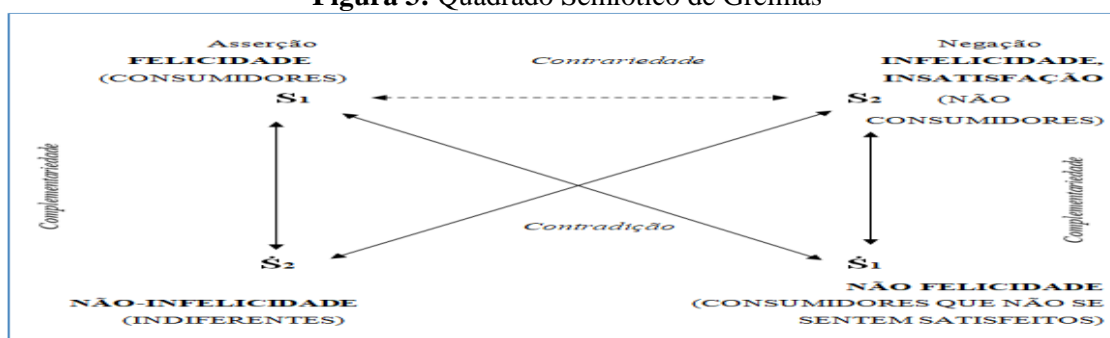 Figura 3: Quadrado Semiótico de Greimas
Asserção
FELICIDADE
(CONSUMIDORES)
S1
Contrariedade
Negação
INFELICIDADE,
INSATISFAÇÃO
S2 (NÃO
CONSUMIDORES)
Complementariedade
Complementariedade
Contradição
Ṡ2
NÃO-INFELICIDADE
(INDIFERENTES)
Ṡ1
NÃO FELICIDADE
(CONSUMIDORES QUE NÃO SE
SENTEM SATISFEITOS)